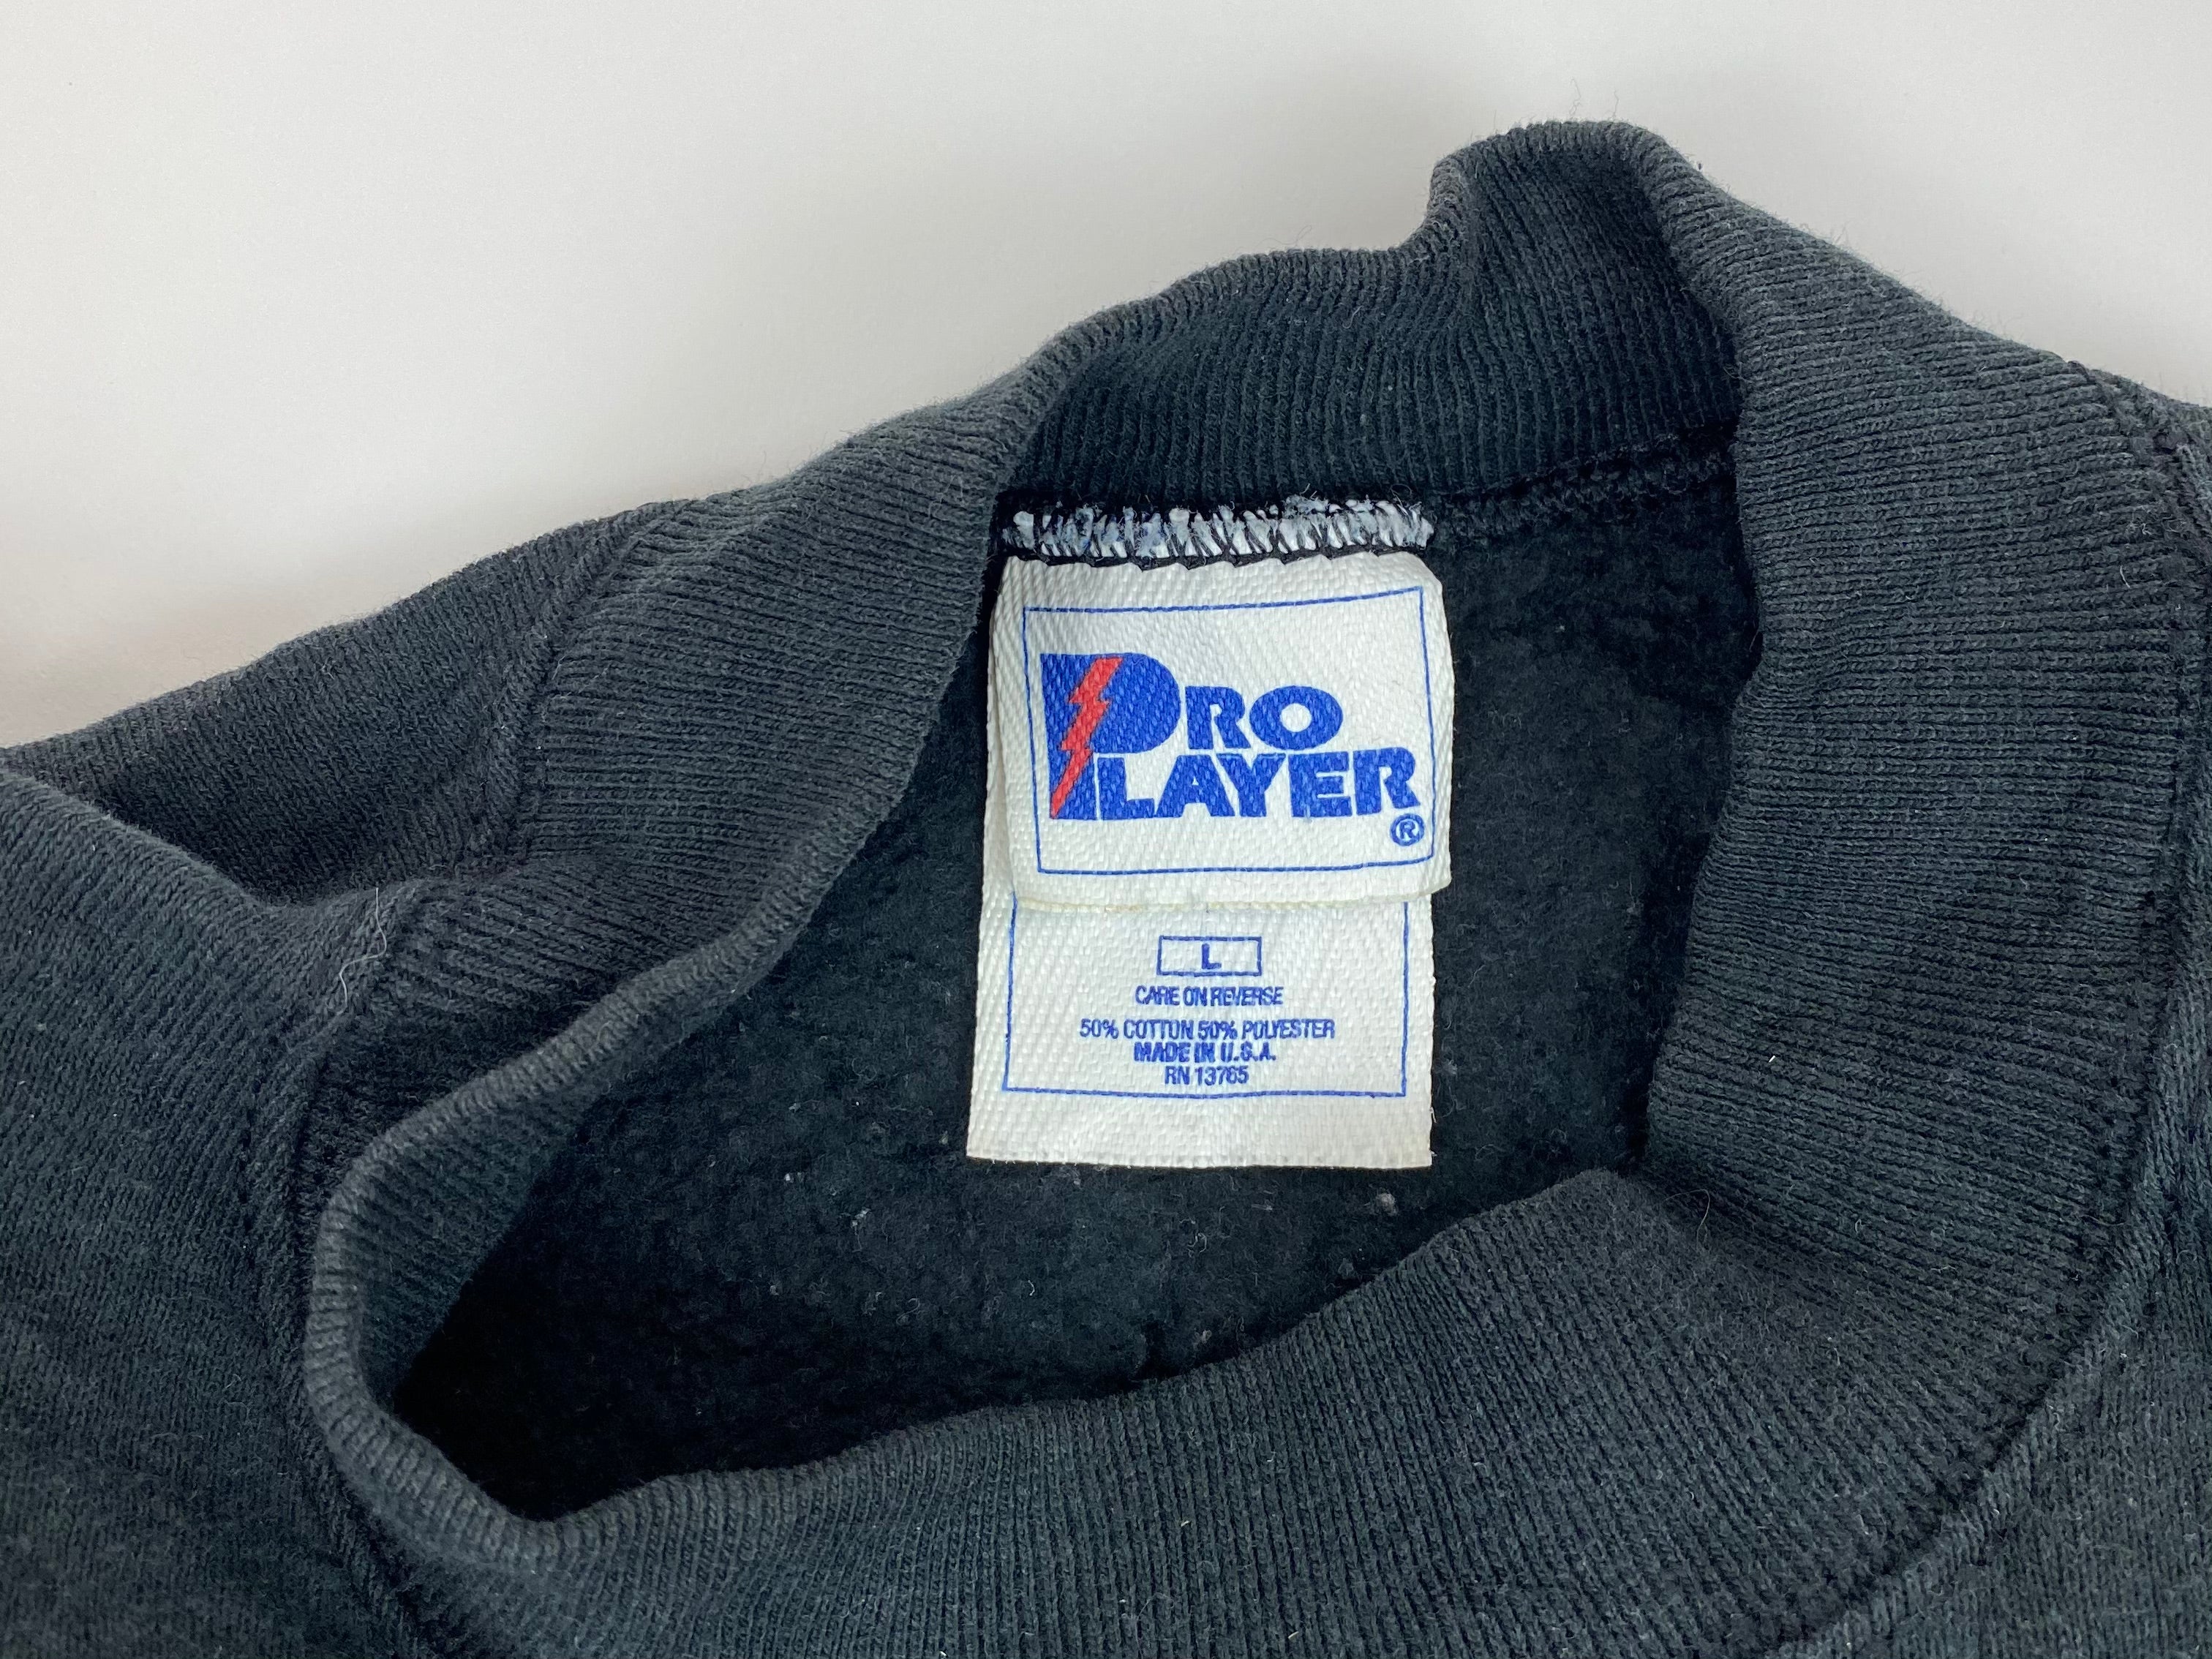 PRO
PLAYER®
L
CARE ON REVERSE
50% COTTON 50% POLYESTER
MADE IN U.S.A.
RN 13765